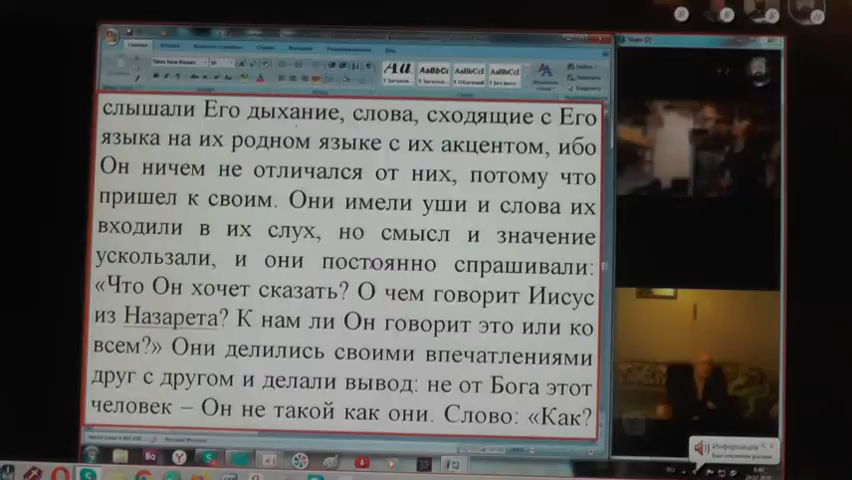 слышали Его дыхание, слова, сходящие с Его
языка на их родном языке с их акцентом, ибо
Он ничем не отличался от них, потому что
пришел к своим. Они имели уши и слова их
входили в их слух, но смысл и значение
ускользали, и они постоянно спрашивали:
«Что Он хочет сказать? О чем говорит Иисус
из Назарета? К нам ли Он говорит это или ко
всем?» Они делились своими впечатлениями
друг с другом и делали вывод: не от Бога этот
человек – Он не такой как они. Слово: «Как?